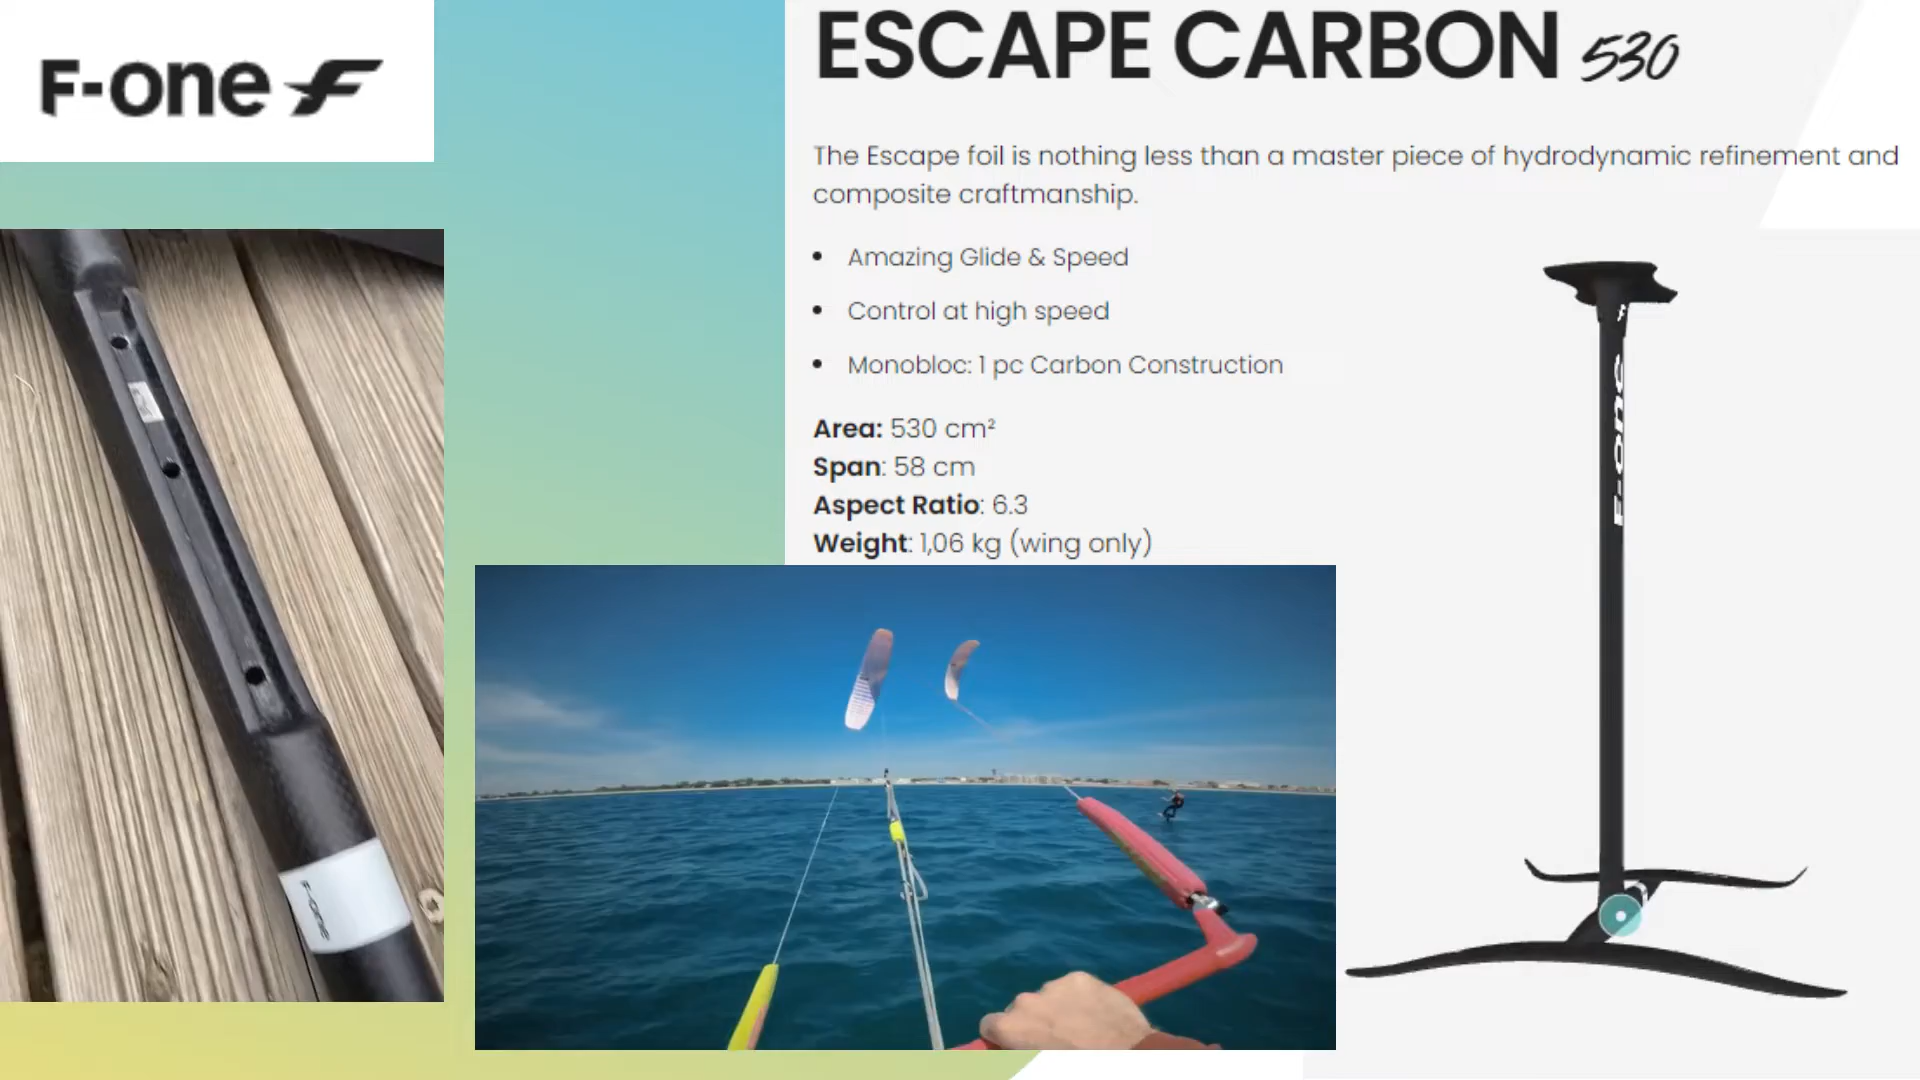 F-one
ESCAPE CARBON 530
The Escape foil is nothing less than a master piece of hydrodynamic refinement and
composite craftmanship.
• Amazing Glide & Speed
• Control at high speed
• Monobloc: 1 pc Carbon Construction
Area: 530 cm²
Span: 58 cm
Aspect Ratio: 6.3
Weight: 1,06 kg (wing only)
F-one
F-one